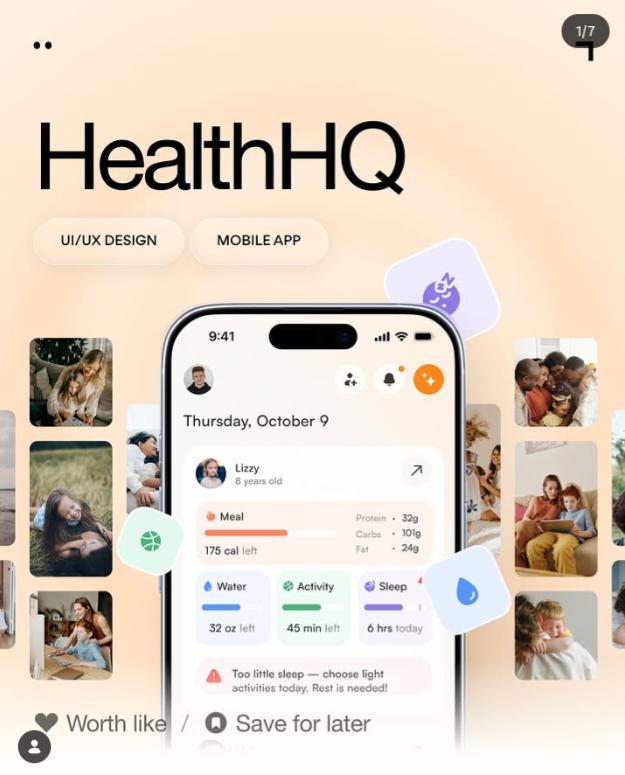 1/7
HealthHQ
UI/UX DESIGN
MOBILE APP
9:41
Thursday, October 9
Lizzy
8 years old
Meal
175 cal left
Protein • 32g
Carbs • 101g
Fat • 24g
Water
32 oz left
Activity
45 min left
Sleep
6 hrs today
Too little sleep — choose light
activities today. Rest is needed!
Worth like / Save for later